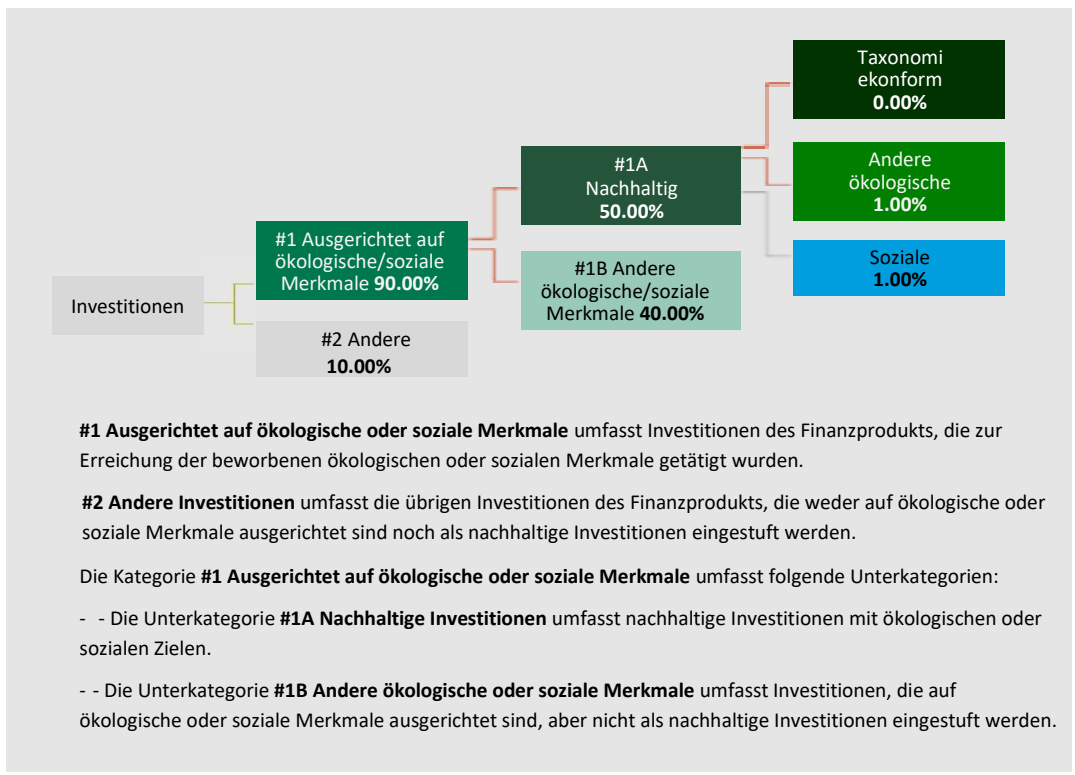 Investitionen
#1 Ausgerichtet auf
ökologische/soziale
Merkmale 90.00%
#2 Andere
10.00%
#1A
Nachhaltig
50.00%
#1B Andere
ökologische/soziale
Merkmale 40.00%
Taxonomi
ekonform
0.00%
Andere
ökologische
1.00%
Soziale
1.00%
#1 Ausgerichtet auf ökologische oder soziale Merkmale umfasst Investitionen des Finanzprodukts, die zur
Erreichung der beworbenen ökologischen oder sozialen Merkmale getätigt wurden.
#2 Andere Investitionen umfasst die übrigen Investitionen des Finanzprodukts, die weder auf ökologische oder
soziale Merkmale ausgerichtet sind noch als nachhaltige Investitionen eingestuft werden.
Die Kategorie #1 Ausgerichtet auf ökologische oder soziale Merkmale umfasst folgende Unterkategorien:
- - Die Unterkategorie #1A Nachhaltige Investitionen umfasst nachhaltige Investitionen mit ökologischen oder
sozialen Zielen.
- - Die Unterkategorie #1B Andere ökologische oder soziale Merkmale umfasst Investitionen, die auf
ökologische oder soziale Merkmale ausgerichtet sind, aber nicht als nachhaltige Investitionen eingestuft werden.